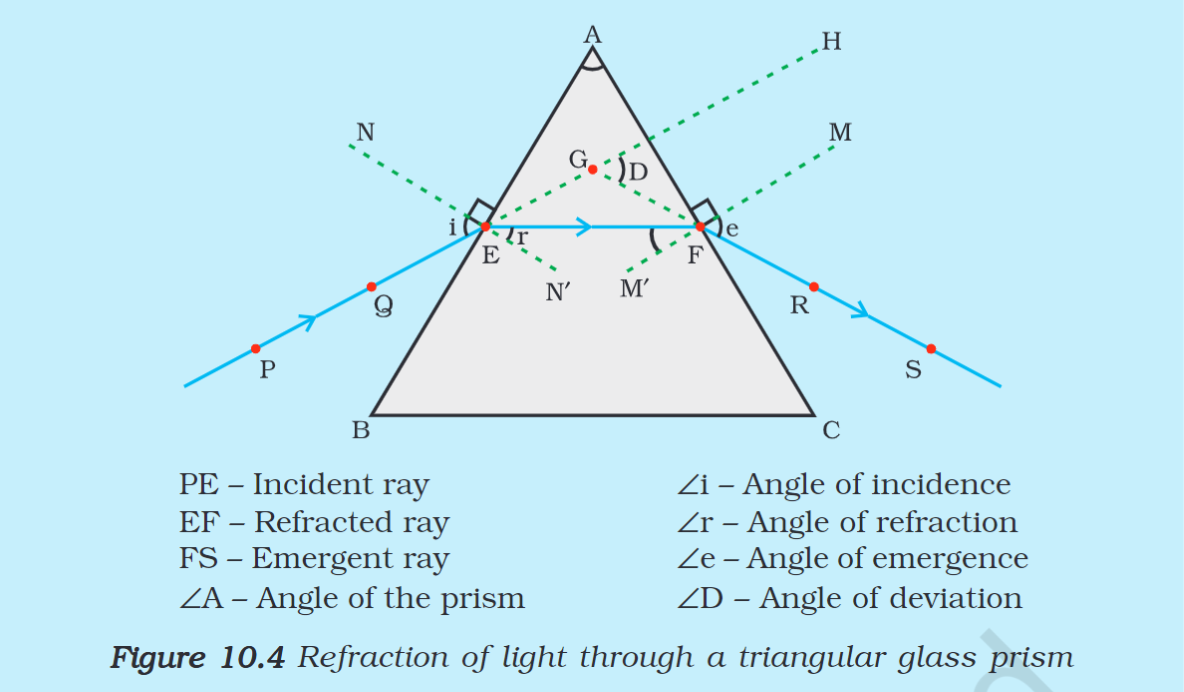 A
H
N
M
G
D
i
r
e
E
F
N′
M′
Q
R
P
S
B
C
PE – Incident ray
EF – Refracted ray
FS – Emergent ray
∠A – Angle of the prism
∠i – Angle of incidence
∠r – Angle of refraction
∠e – Angle of emergence
∠D – Angle of deviation
Figure 10.4 Refraction of light through a triangular glass prism